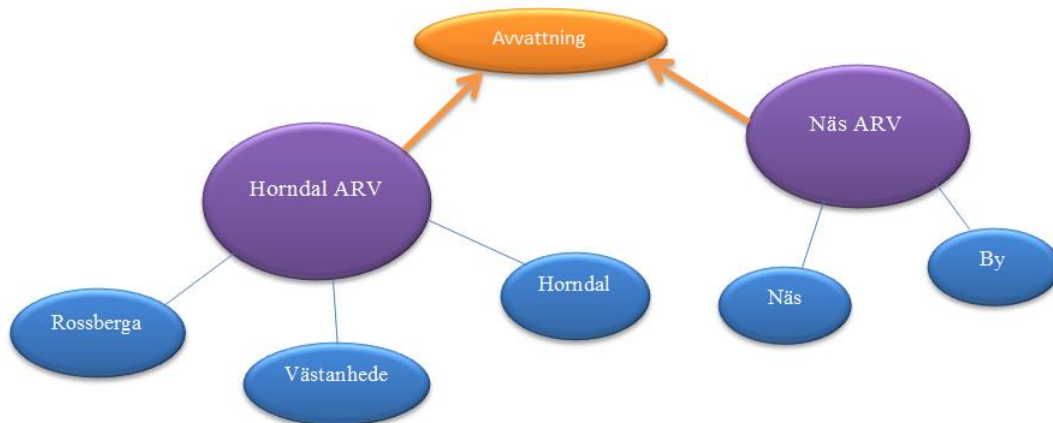 Avvattning
Näs ARV
Horndal ARV
By
Horndal
Näs
Rossberga
Västanhede